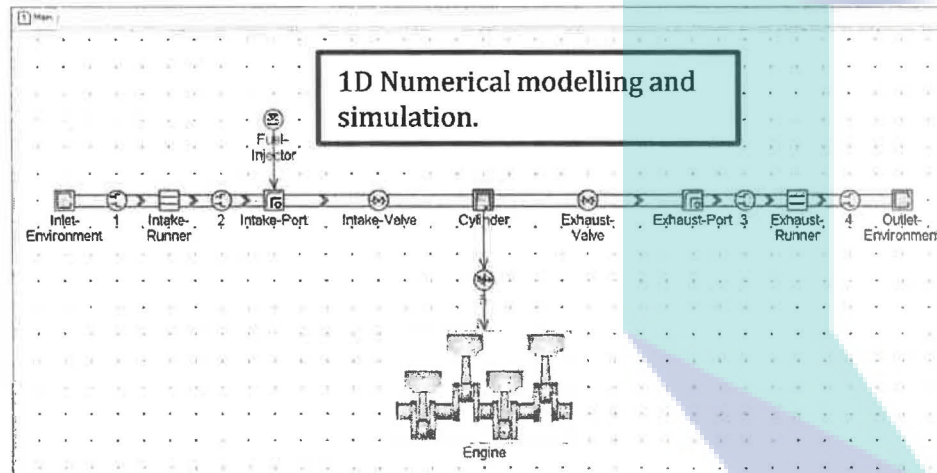 Main
1D Numerical modelling and
simulation.
Fuel-
Injector
Inlet-
Environment
1
Intake-
Runner
2
Intake-Port
Intake-Valve
Cylinder
Exhaust-
Valve
Exhaust-Port
3
Exhaust-
Runner
4
Outlet-
Environment
Engine